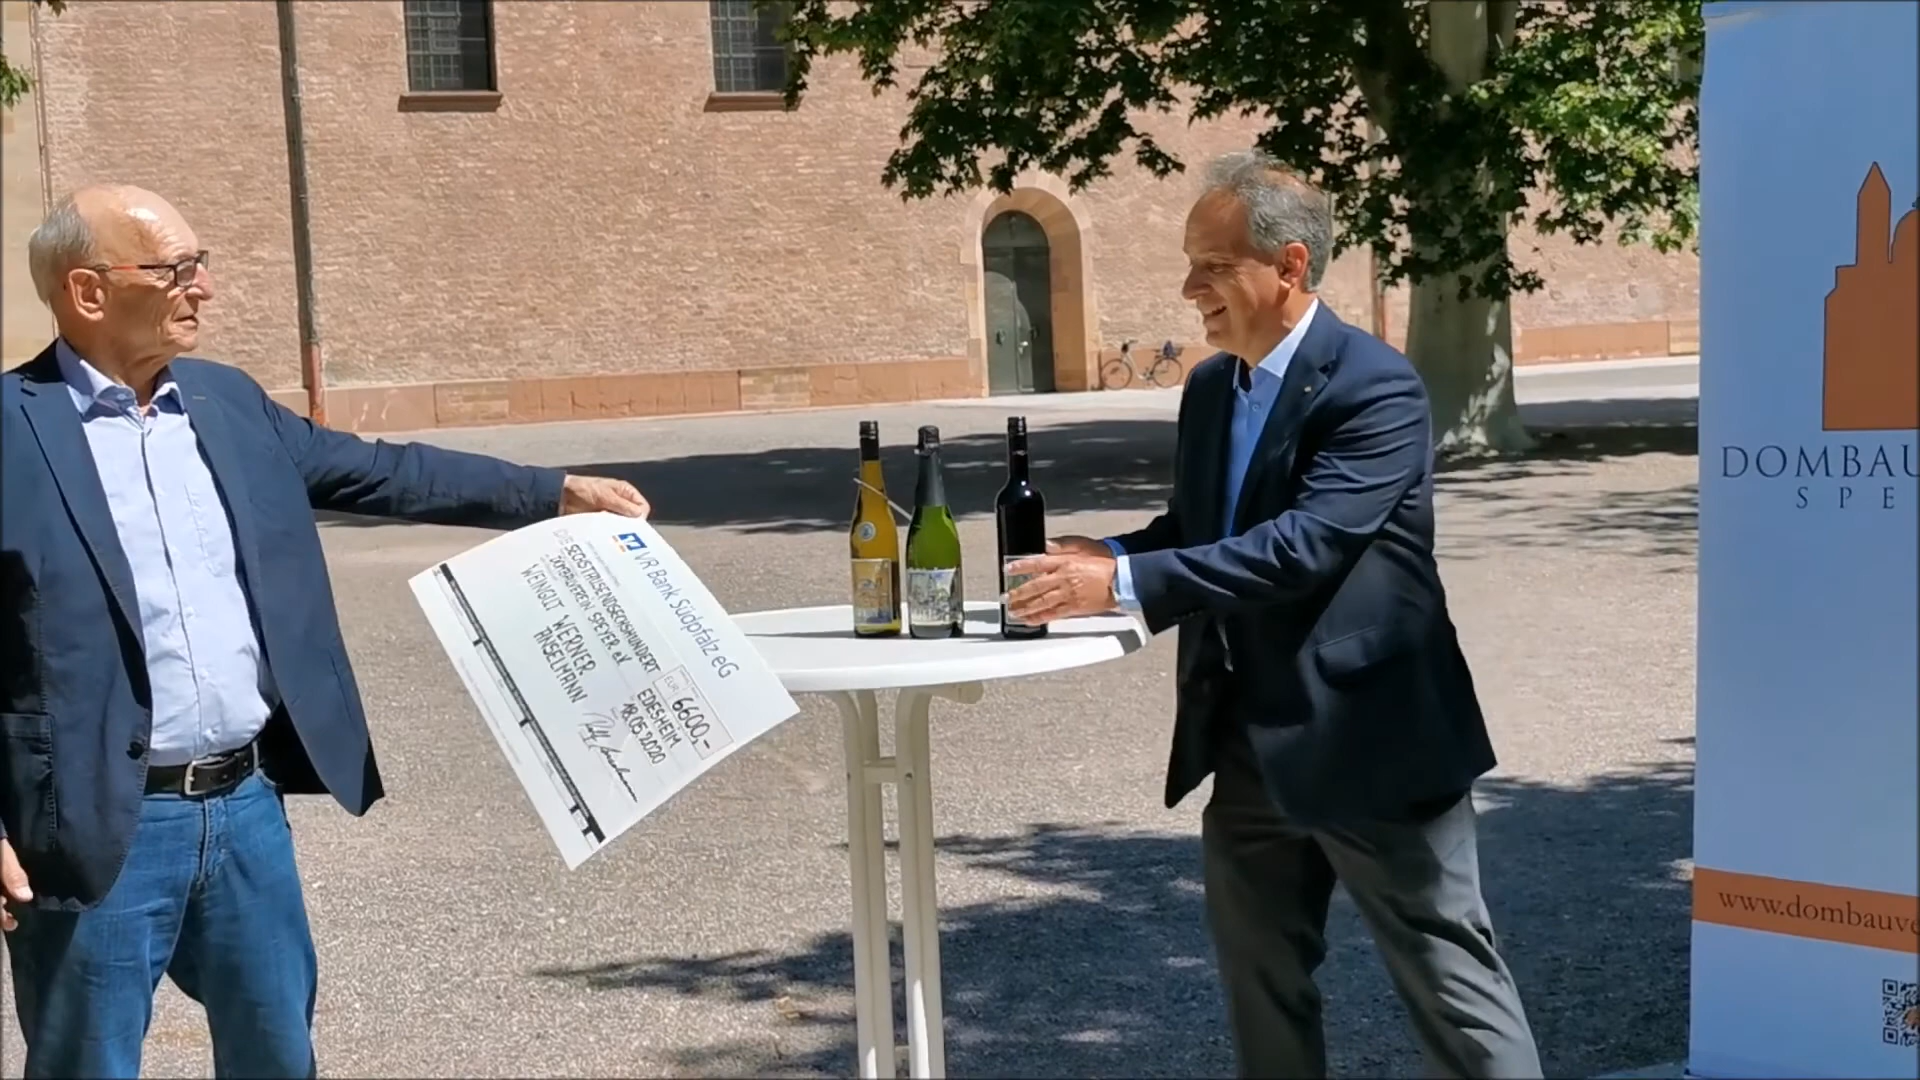 VR Bank Südpfalz eG
EUR 6600,-
SECHSTAUSENDSECHSHUNDERT
DOMBAUVEREIN SPEYER e.V
EDESHEIM
18.05.2020
WEINGUT WERNER
ANSELMANN
DOMBAU
SPE
www.dombauve